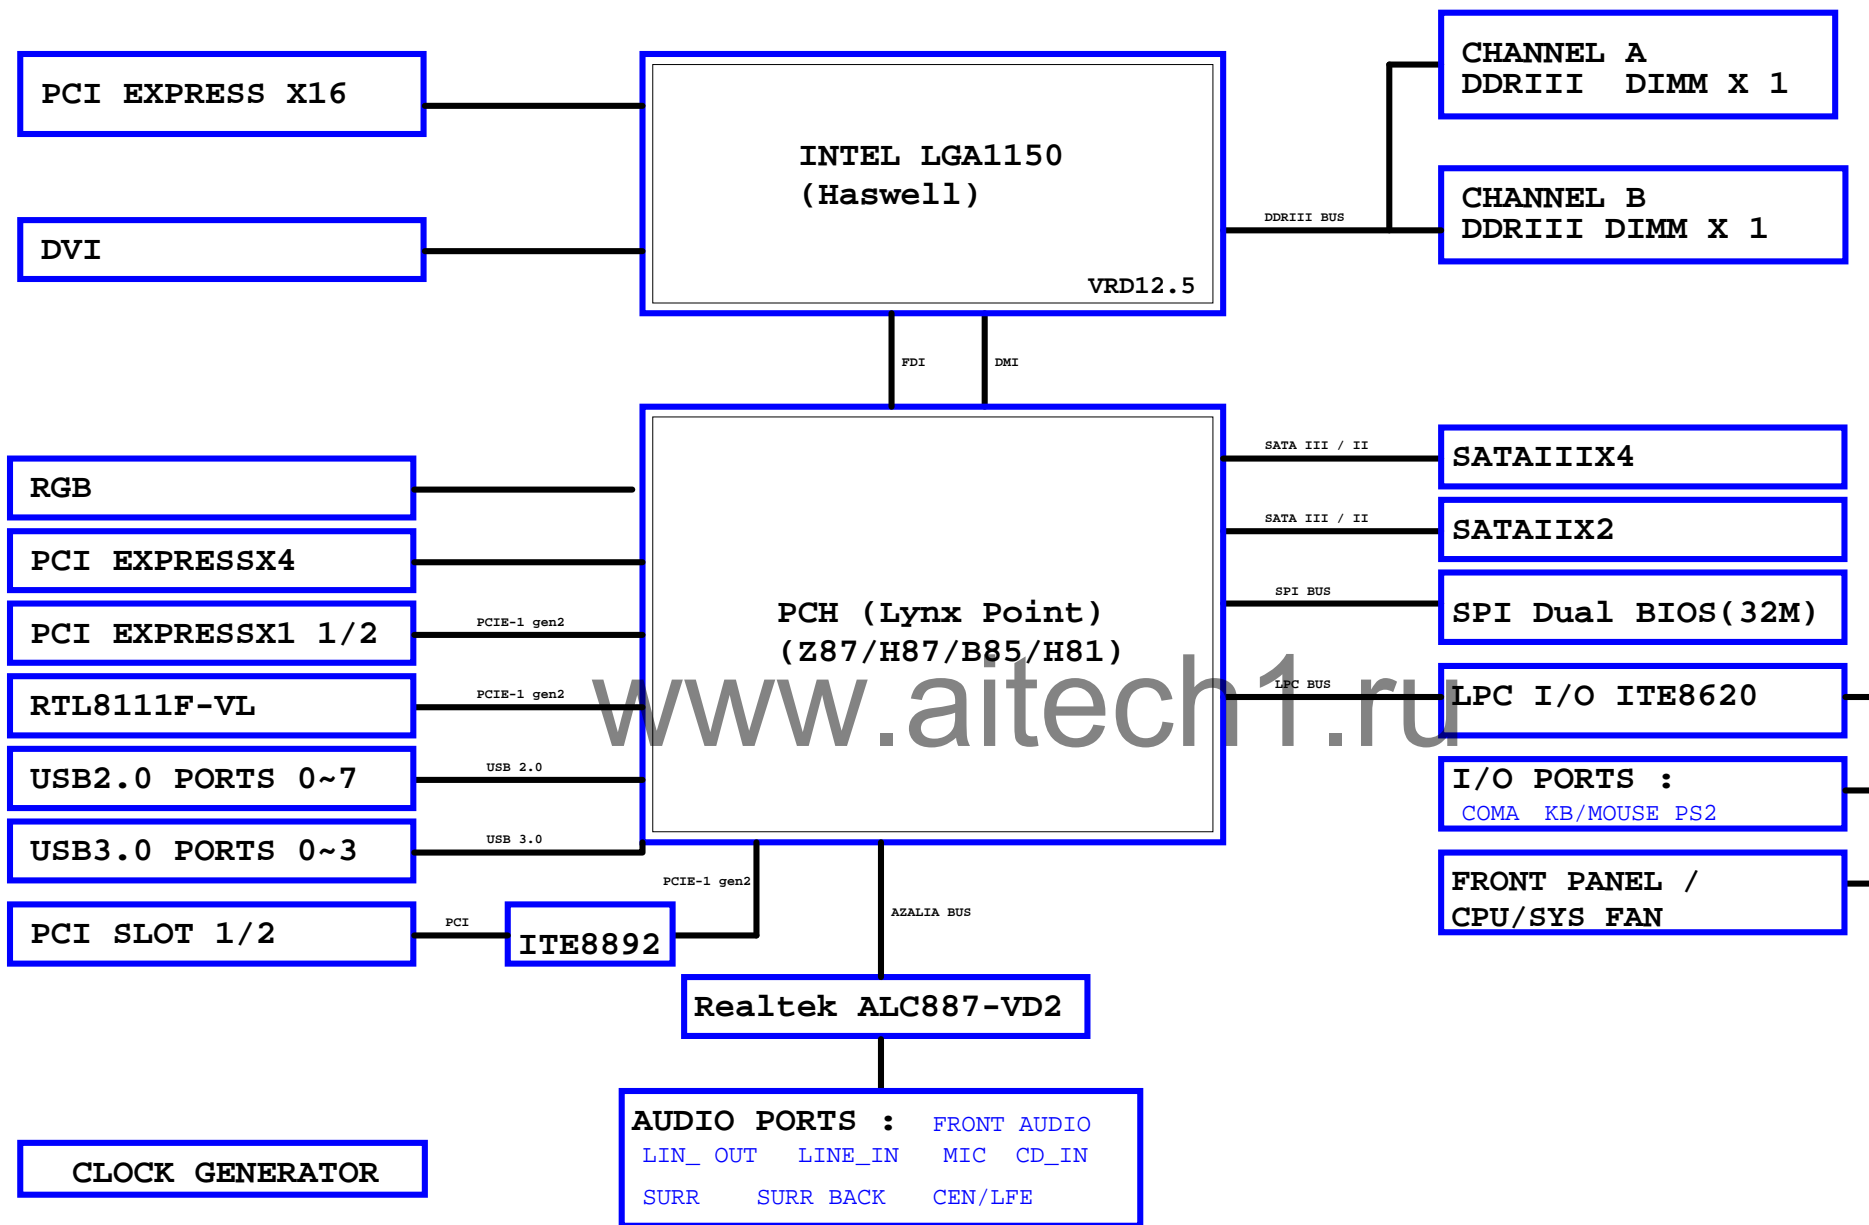 PCI EXPRESS X16
DVI
INTEL LGA1150
(Haswell)
VRD12.5
DDRIII BUS
CHANNEL A
DDRIII DIMM X 1
CHANNEL B
DDRIII DIMM X 1
FDI
DMI
RGB
PCI EXPRESSX4
PCI EXPRESSX1 1/2
PCIE-1 gen2
RTL8111F-VL
PCIE-1 gen2
USB2.0 PORTS 0~7
USB 2.0
USB3.0 PORTS 0~3
USB 3.0
PCI SLOT 1/2
PCI
ITE8892
PCIE-1 gen2
PCH (Lynx Point)
(Z87/H87/B85/H81)
www.aitech1.ru
SATA III / II
SATAIIIX4
SATA III / II
SATAIIX2
SPI BUS
SPI Dual BIOS(32M)
LPC BUS
LPC I/O ITE8620
I/O PORTS :
COMA KB/MOUSE PS2
FRONT PANEL /
CPU/SYS FAN
AZALIA BUS
Realtek ALC887-VD2
AUDIO PORTS : FRONT AUDIO
LIN_ OUT LINE_IN MIC CD_IN
SURR SURR BACK CEN/LFE
CLOCK GENERATOR